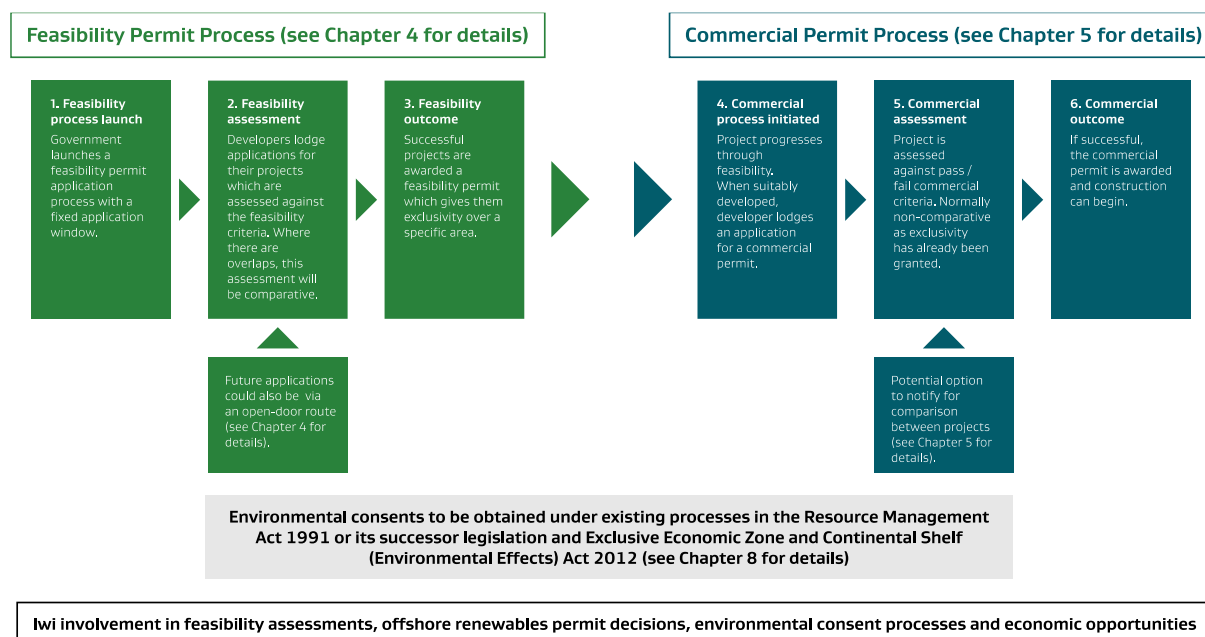 Feasibility Permit Process (see Chapter 4 for details)
Commercial Permit Process (see Chapter 5 for details)
1. Feasibility
process launch
Government
launches a
feasibility permit
application
process with a
fixed application
window.
2. Feasibility
assessment
Developers lodge
applications for
their projects
which are
assessed against
the feasibility
criteria. Where
there are
overlaps, this
assessment will
be comparative.
3. Feasibility
outcome
Successful
projects are
awarded a
feasibility permit
which gives them
exclusivity over a
specific area.
4. Commercial
process initiated
Project progresses
through
feasibility.
When suitably
developed,
developer lodges
an application
for a commercial
permit.
5. Commercial
assessment
Project is
assessed
against pass /
fail commercial
criteria. Normally
non-comparative
as exclusivity
has already been
granted.
6. Commercial
outcome
If successful,
the commercial
permit is awarded
and construction
can begin.
Future applications
could also be via
an open-door route
(see Chapter 4 for
details).
Potential option
to notify for
comparison
between projects
(see Chapter 5 for
details).
Environmental consents to be obtained under existing processes in the Resource Management
Act 1991 or its successor legislation and Exclusive Economic Zone and Continental Shelf
(Environmental Effects) Act 2012 (see Chapter 8 for details)
Iwi involvement in feasibility assessments, offshore renewables permit decisions, environmental consent processes and economic opportunities